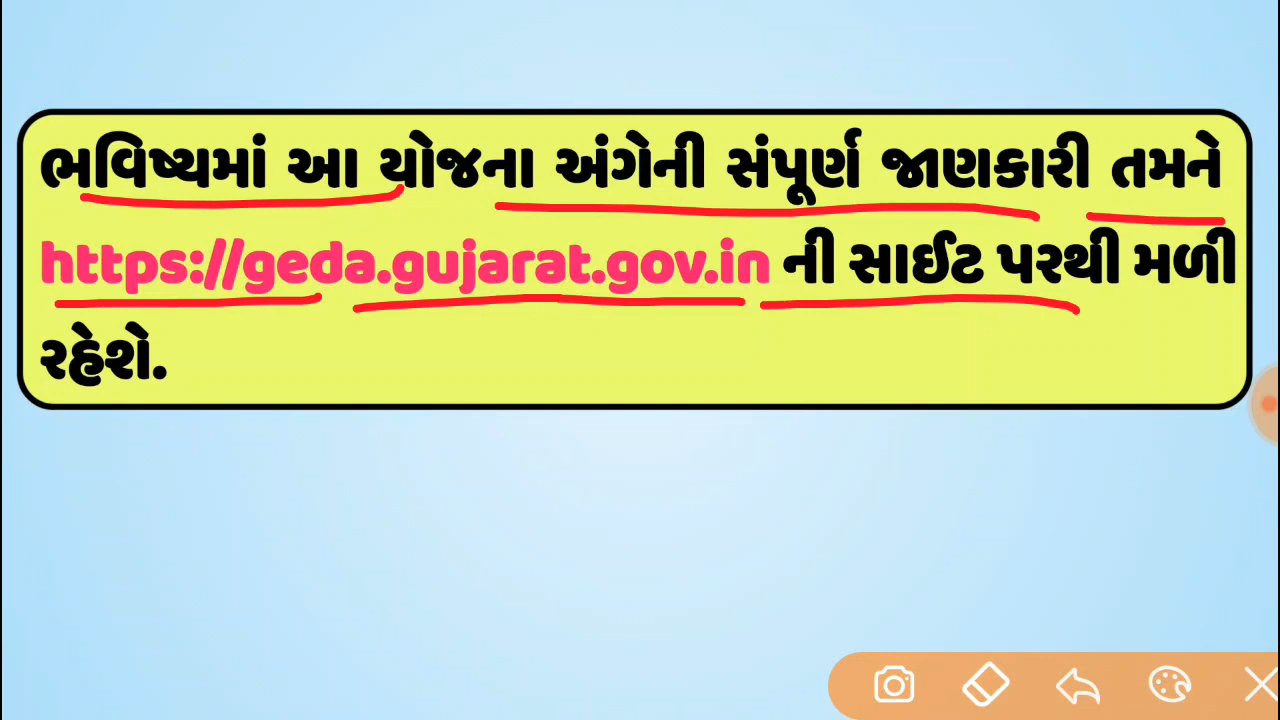 ભવિષ્યમાં આ યોજના અંગેની સંપૂર્ણ જાણકારી તમને
https://geda.gujarat.gov.in ની સાઈટ પરથી મળી
રહેશે.